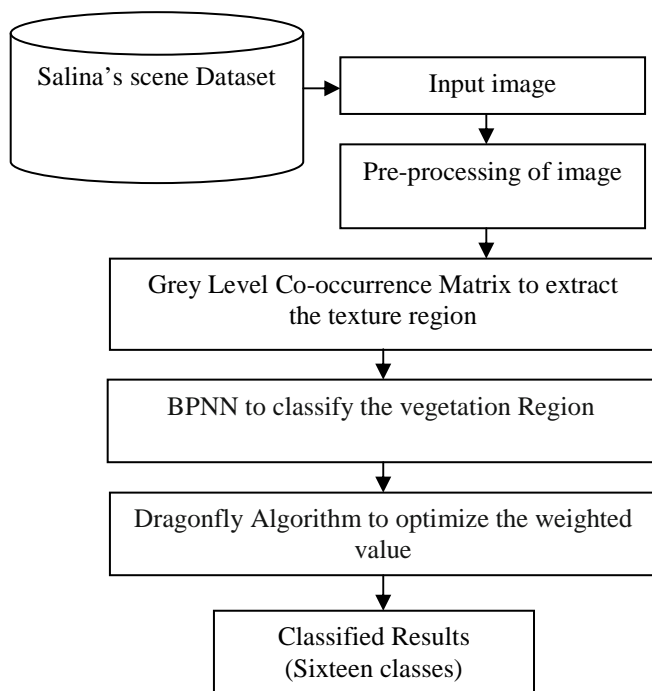 Salina’s scene Dataset
Input image
Pre-processing of image
Grey Level Co-occurrence Matrix to extract
the texture region
BPNN to classify the vegetation Region
Dragonfly Algorithm to optimize the weighted
value
Classified Results
(Sixteen classes)